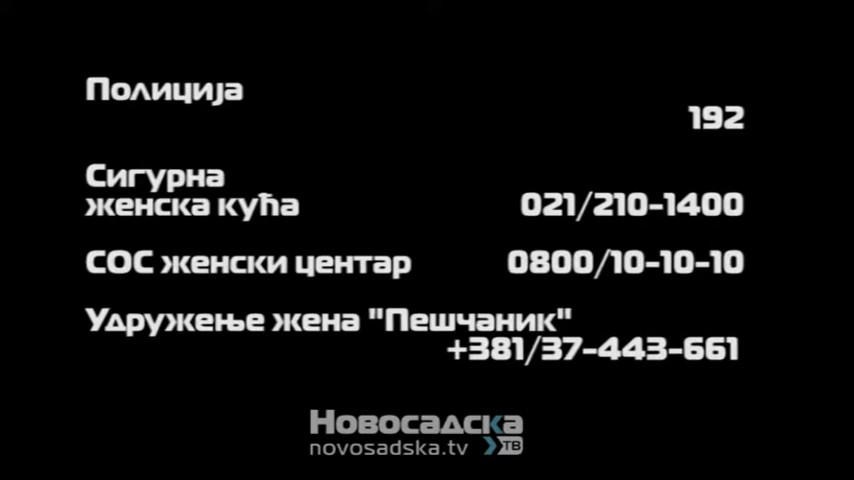 Полиција
192
Сигурна
женска кућа 021/210-1400
СОС женски центар 0800/10-10-10
Удружење жена "Пешчаник"
+381/37-443-661
Новосадска
novosadska.tv ТВ